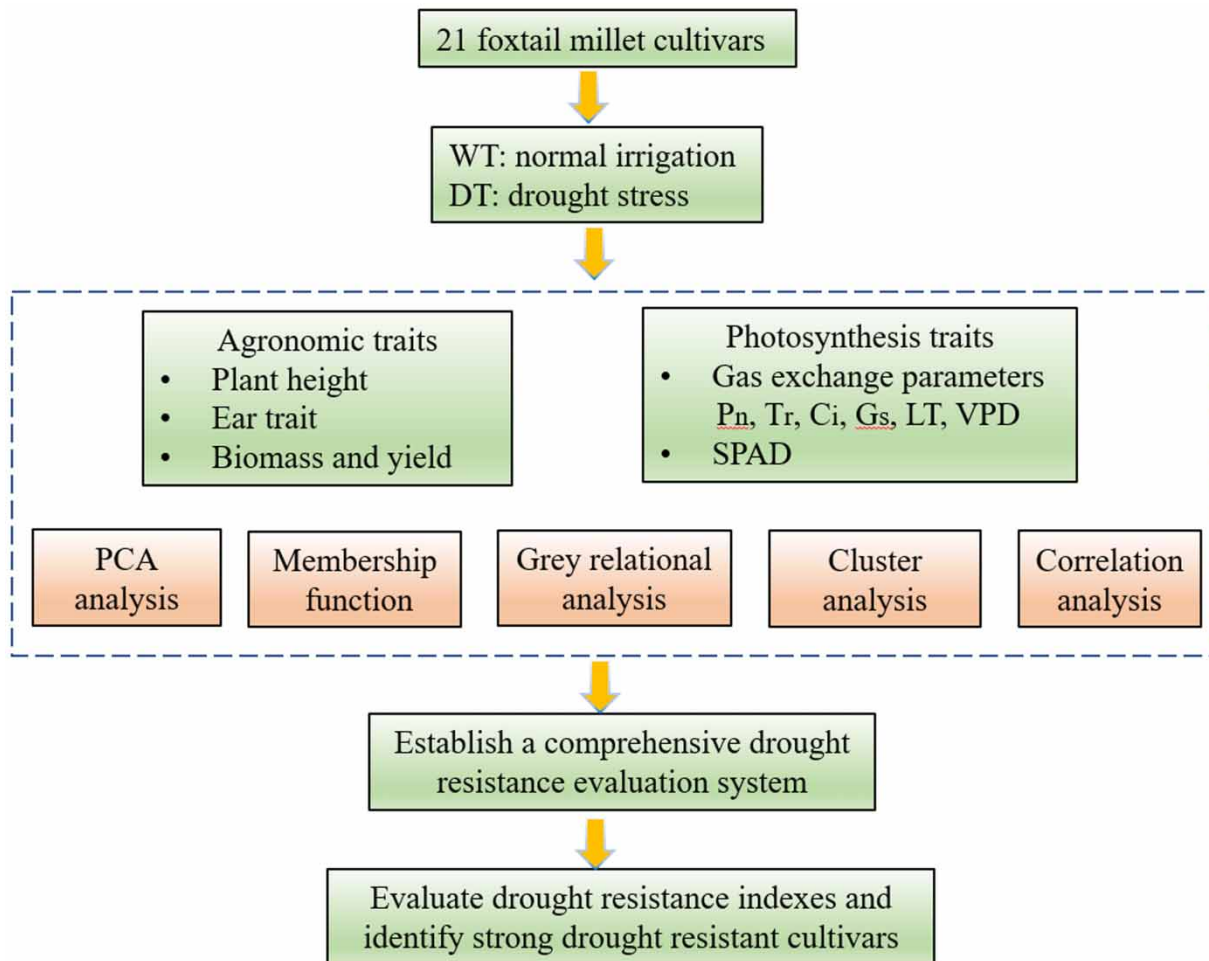 21 foxtail millet cultivars
WT: normal irrigation
DT: drought stress
Agronomic traits
• Plant height
• Ear trait
• Biomass and yield
Photosynthesis traits
• Gas exchange parameters
Pn, Tr, Ci, Gs, LT, VPD
• SPAD
PCA
analysis
Membership
function
Grey relational
analysis
Cluster
analysis
Correlation
analysis
Establish a comprehensive drought
resistance evaluation system
Evaluate drought resistance indexes and
identify strong drought resistant cultivars